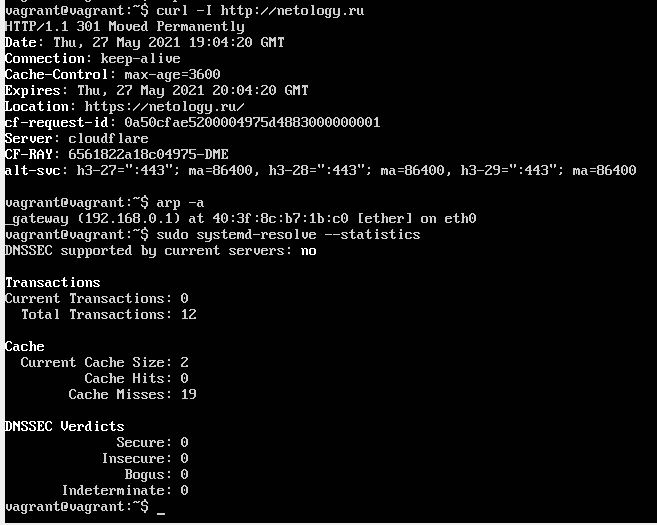 vagrant@vagrant:~$ curl -I http://netology.ru
HTTP/1.1 301 Moved Permanently
Date: Thu, 27 May 2021 19:04:20 GMT
Connection: keep-alive
Cache-Control: max-age=3600
Expires: Thu, 27 May 2021 20:04:20 GMT
Location: https://netology.ru/
cf-request-id: 0a50cfae5200004975d4883000000001
Server: cloudflare
CF-RAY: 6561822a18c04975-DME
alt-svc: h3-27=":443"; ma=86400, h3-28=":443"; ma=86400, h3-29=":443"; ma=86400
vagrant@vagrant:~$ arp -a
_gateway (192.168.0.1) at 40:3f:8c:b7:1b:c0 [ether] on eth0
vagrant@vagrant:~$ sudo systemd-resolve --statistics
DNSSEC supported by current servers: no
Transactions
Current Transactions: 0
Total Transactions: 12
Cache
Current Cache Size: 2
Cache Hits: 0
Cache Misses: 19
DNSSEC Verdicts
Secure: 0
Insecure: 0
Bogus: 0
Indeterminate: 0
vagrant@vagrant:~$ _